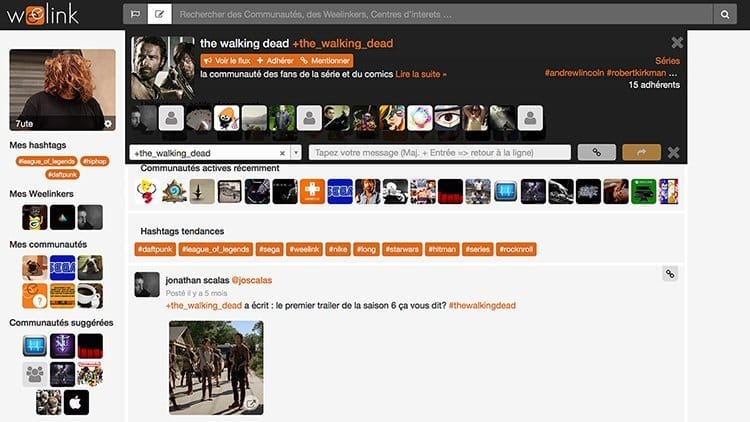 weelink
Rechercher des Communautés, des Weelinkers, Centres d'interets ...
7ute
Mes hashtags
#league_of_legends #hiphop
#daftpunk
Mes Weelinkers
Mes communautés
Communautés suggérées
the walking dead +the_walking_dead
Voir le flux + Adhérer Mentionner
la communauté des fans de la série et du comics Lire la suite »
Séries
#andrewlincoln #robertkirkman ...
15 adhérents
+the_walking_dead
Tapez votre message (Maj. + Entrée => retour à la ligne)
Communautés actives récemment
SEGA
Hashtags tendances
#daftpunk #league_of_legends #sega #weelink #nike #long #starwars #hitman #series #rocknroll
jonathan scalas @joscalas
Posté il y a 5 mois
+the_walking_dead a écrit : le premier trailer de la saison 6 ça vous dit? #thewalkingdead